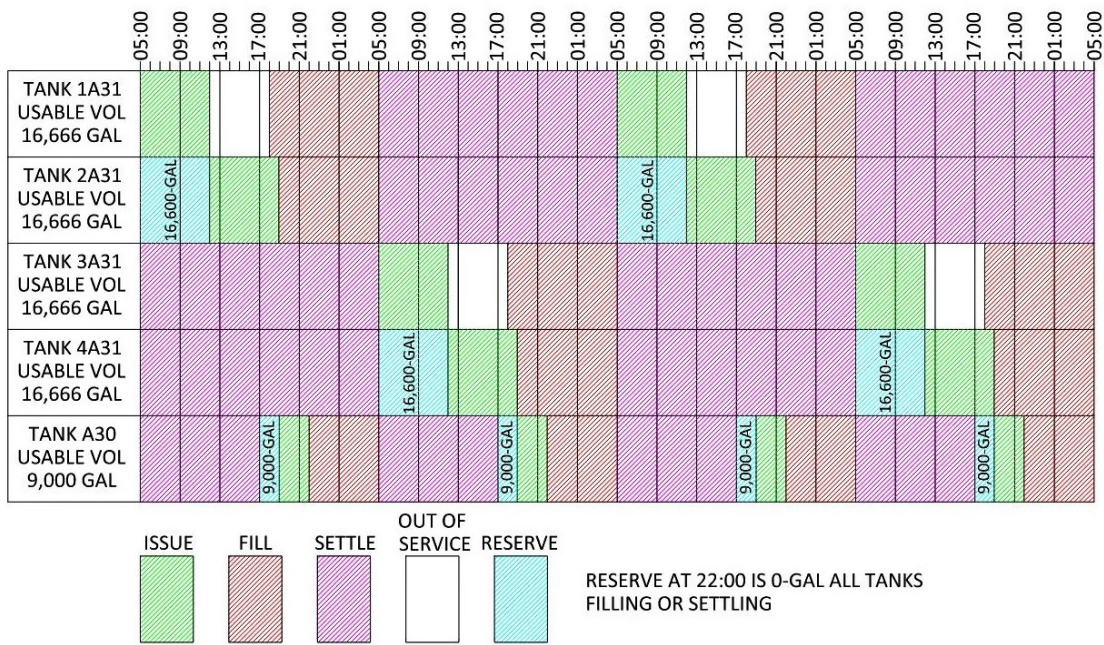 05:00 09:00 13:00 17:00 21:00 01:00 05:00 09:00 13:00 17:00 21:00 01:00 05:00 09:00 13:00 17:00 21:00 01:00 05:00 09:00 13:00 17:00 21:00 01:00 05:00
TANK 1A31
USABLE VOL
16,666 GAL
TANK 2A31
USABLE VOL
16,666 GAL
16,600-GAL
16,600-GAL
TANK 3A31
USABLE VOL
16,666 GAL
TANK 4A31
USABLE VOL
16,666 GAL
16,600-GAL
16,600-GAL
TANK A30
USABLE VOL
9,000 GAL
9,000-GAL
9,000-GAL
9,000-GAL
9,000-GAL
ISSUE
FILL
SETTLE
OUT OF
SERVICE
RESERVE
RESERVE AT 22:00 IS 0-GAL ALL TANKS
FILLING OR SETTLING